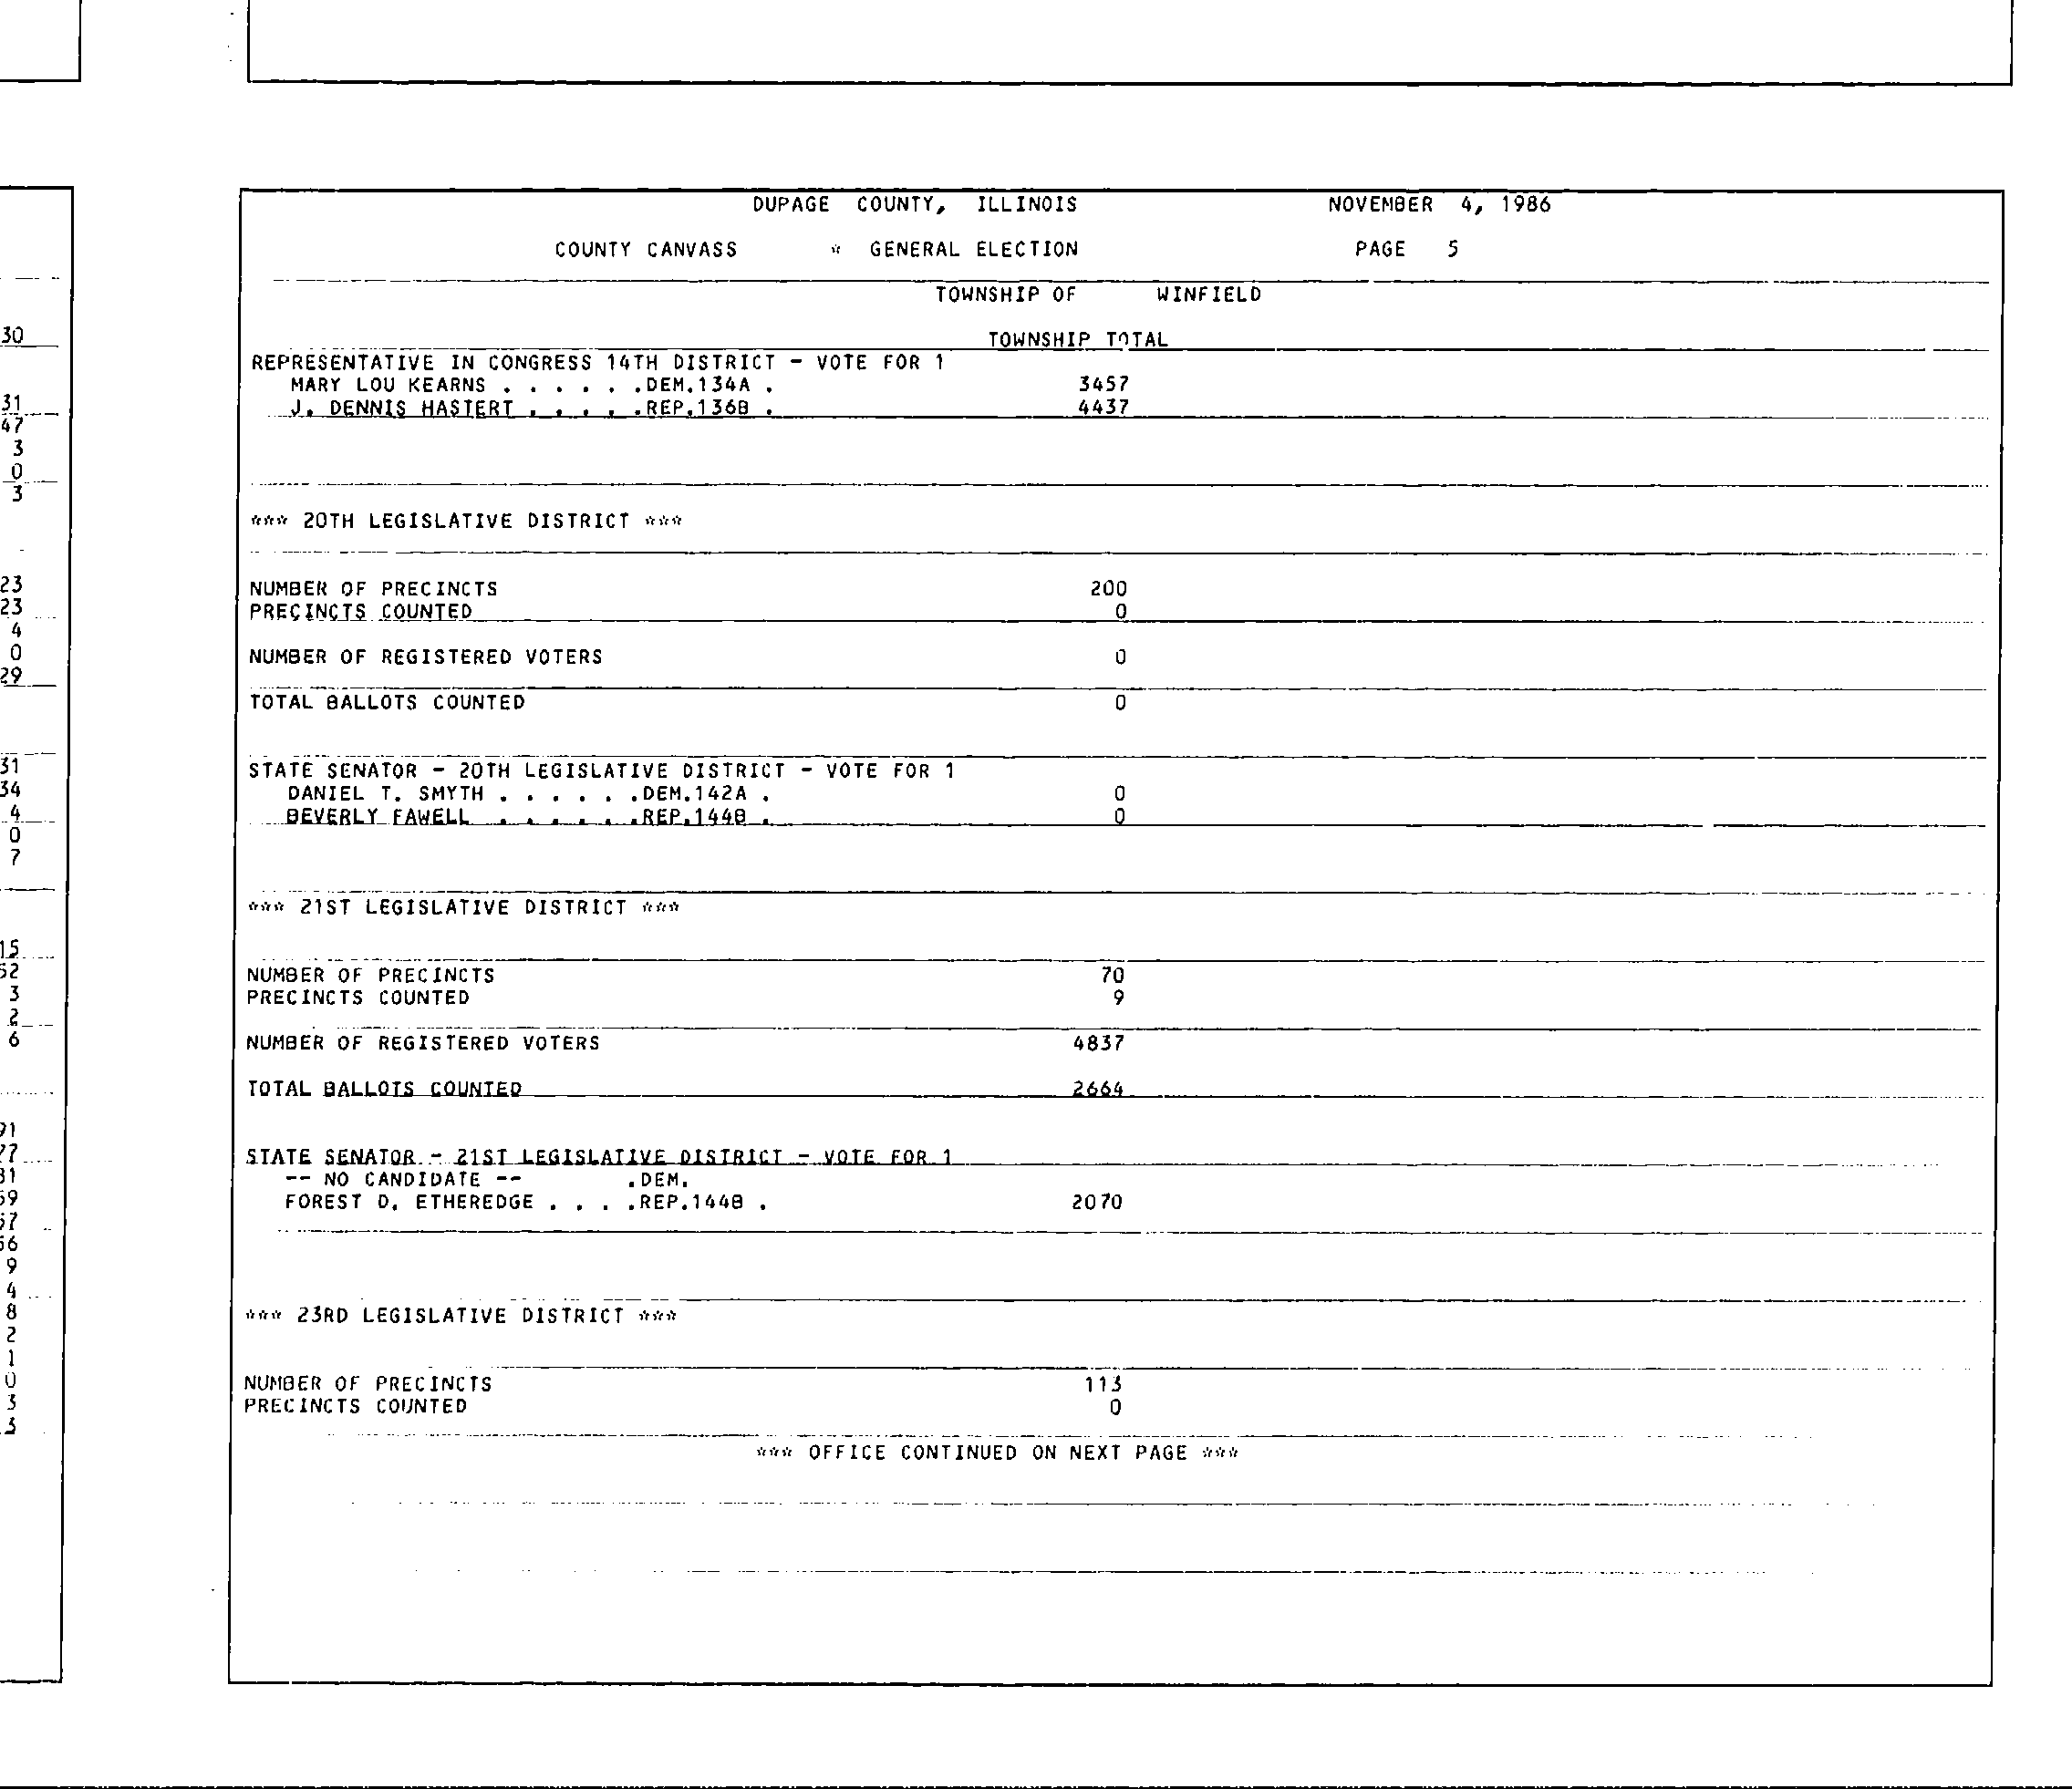 30
31
47
3
0
3
23
23
4
0
29
31
34
4
0
7
15
52
3
2
6
9
4
8
2
1
0
3
3
DUPAGE COUNTY, ILLINOIS NOVEMBER 4, 1986
COUNTY CANVASS * GENERAL ELECTION PAGE 5
TOWNSHIP OF WINFIELD
TOWNSHIP TOTAL
REPRESENTATIVE IN CONGRESS 14TH DISTRICT - VOTE FOR 1
MARY LOU KEARNS . . . . . .DEM.134A . 3457
J. DENNIS HASTERT . . . . .REP.136B . 4437
*** 20TH LEGISLATIVE DISTRICT ***
NUMBER OF PRECINCTS 200
PRECINCTS COUNTED 0
NUMBER OF REGISTERED VOTERS 0
TOTAL BALLOTS COUNTED 0
STATE SENATOR - 20TH LEGISLATIVE DISTRICT - VOTE FOR 1
DANIEL T. SMYTH . . . . . .DEM.142A . 0
BEVERLY FAWELL . . . . . .REP.144B . 0
*** 21ST LEGISLATIVE DISTRICT ***
NUMBER OF PRECINCTS 70
PRECINCTS COUNTED 9
NUMBER OF REGISTERED VOTERS 4837
TOTAL BALLOTS COUNTED 2664
STATE SENATOR - 21ST LEGISLATIVE DISTRICT - VOTE FOR 1
-- NO CANDIDATE -- .DEM.
FOREST D. ETHEREDGE . . . .REP.144B . 2070
*** 23RD LEGISLATIVE DISTRICT ***
NUMBER OF PRECINCTS 113
PRECINCTS COUNTED 0
*** OFFICE CONTINUED ON NEXT PAGE ***